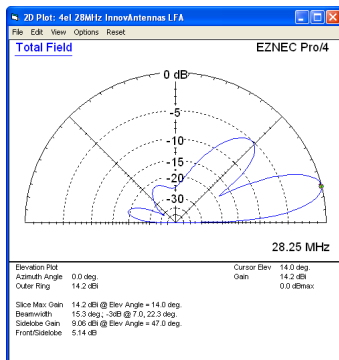 2D Plot: 4el 28MHz InnovAntennas LFA
File Edit View Options Reset
Total Field EZNEC Pro/4
0 dB
-5
-10
-15
-20
-30
28.25 MHz
Elevation Plot Cursor Elev 14.0 deg.
Azimuth Angle 0.0 deg. Gain 14.2 dBi
Outer Ring 14.2 dBi 0.0 dBmax
Slice Max Gain 14.2 dBi @ Elev Angle = 14.0 deg.
Beamwidth 15.3 deg.; -3dB @ 7.0, 22.3 deg.
Sidelobe Gain 9.06 dBi @ Elev Angle = 47.0 deg.
Front/Sidelobe 5.14 dB